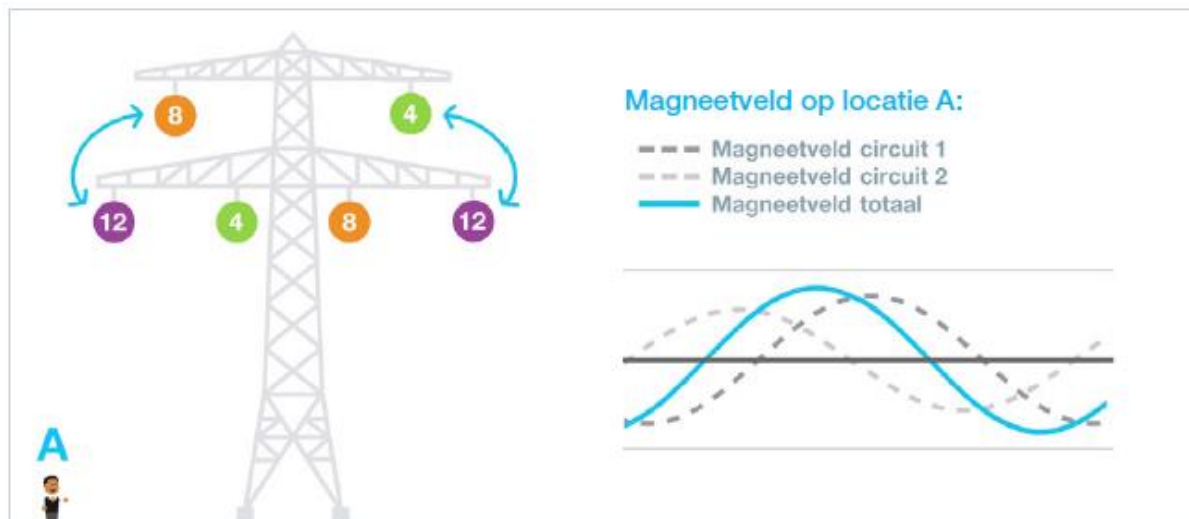 8 4
12 4 8 12
A
Magneetveld op locatie A:
Magneetveld circuit 1
Magneetveld circuit 2
Magneetveld totaal